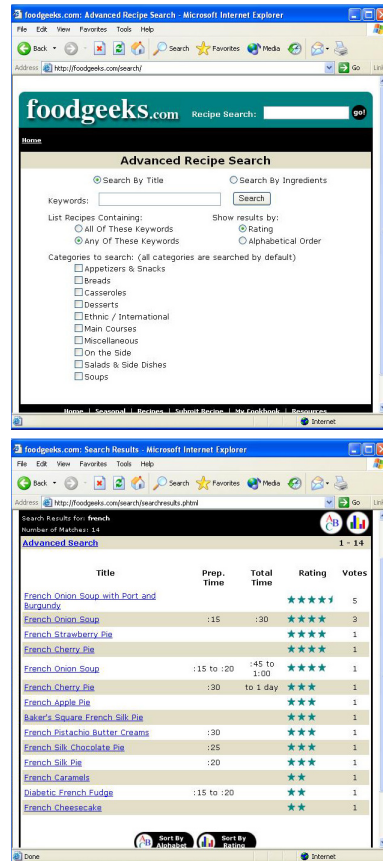 foodgeeks.com: Advanced Recipe Search - Microsoft Internet Explorer
File Edit View Favorites Tools Help
Back Search Favorites Media
Address http://foodgeeks.com/search/ Go Link
foodgeeks.com Recipe Search: go!
Home
Advanced Recipe Search
Search By Title Search By Ingredients
Keywords: Search
List Recipes Containing: Show results by:
All Of These Keywords Rating
Any Of These Keywords Alphabetical Order
Categories to search: (all categories are searched by default)
Appetizers & Snacks
Breads
Casseroles
Desserts
Ethnic / International
Main Courses
Miscellaneous
On the Side
Salads & Side Dishes
Soups
Home | Seasonal | Recipes | Submit Recipe | My Cookbook | Resources
Internet
foodgeeks.com: Search Results - Microsoft Internet Explorer
File Edit View Favorites Tools Help
Back Search Favorites Media
Address http://foodgeeks.com/search/searchresults.phtml Go Link
Search Results for: french
Number of Matches: 14
AB
Advanced Search 1 - 14
Title Prep. Time Total Time Rating Votes
French Onion Soup with Port and Burgundy 5
French Onion Soup :15 :30 3
French Strawberry Pie 1
French Cherry Pie 1
French Onion Soup :15 to :20 :45 to 1:00 1
French Cherry Pie :30 to 1 day 1
French Apple Pie 1
Baker's Square French Silk Pie 1
French Pistachio Butter Creams :30 1
French Silk Chocolate Pie :25 1
French Silk Pie :20 1
French Caramels 1
Diabetic French Fudge :15 to :20 1
French Cheesecake 1
AB Sort By Alphabet Sort By Rating
Done Internet